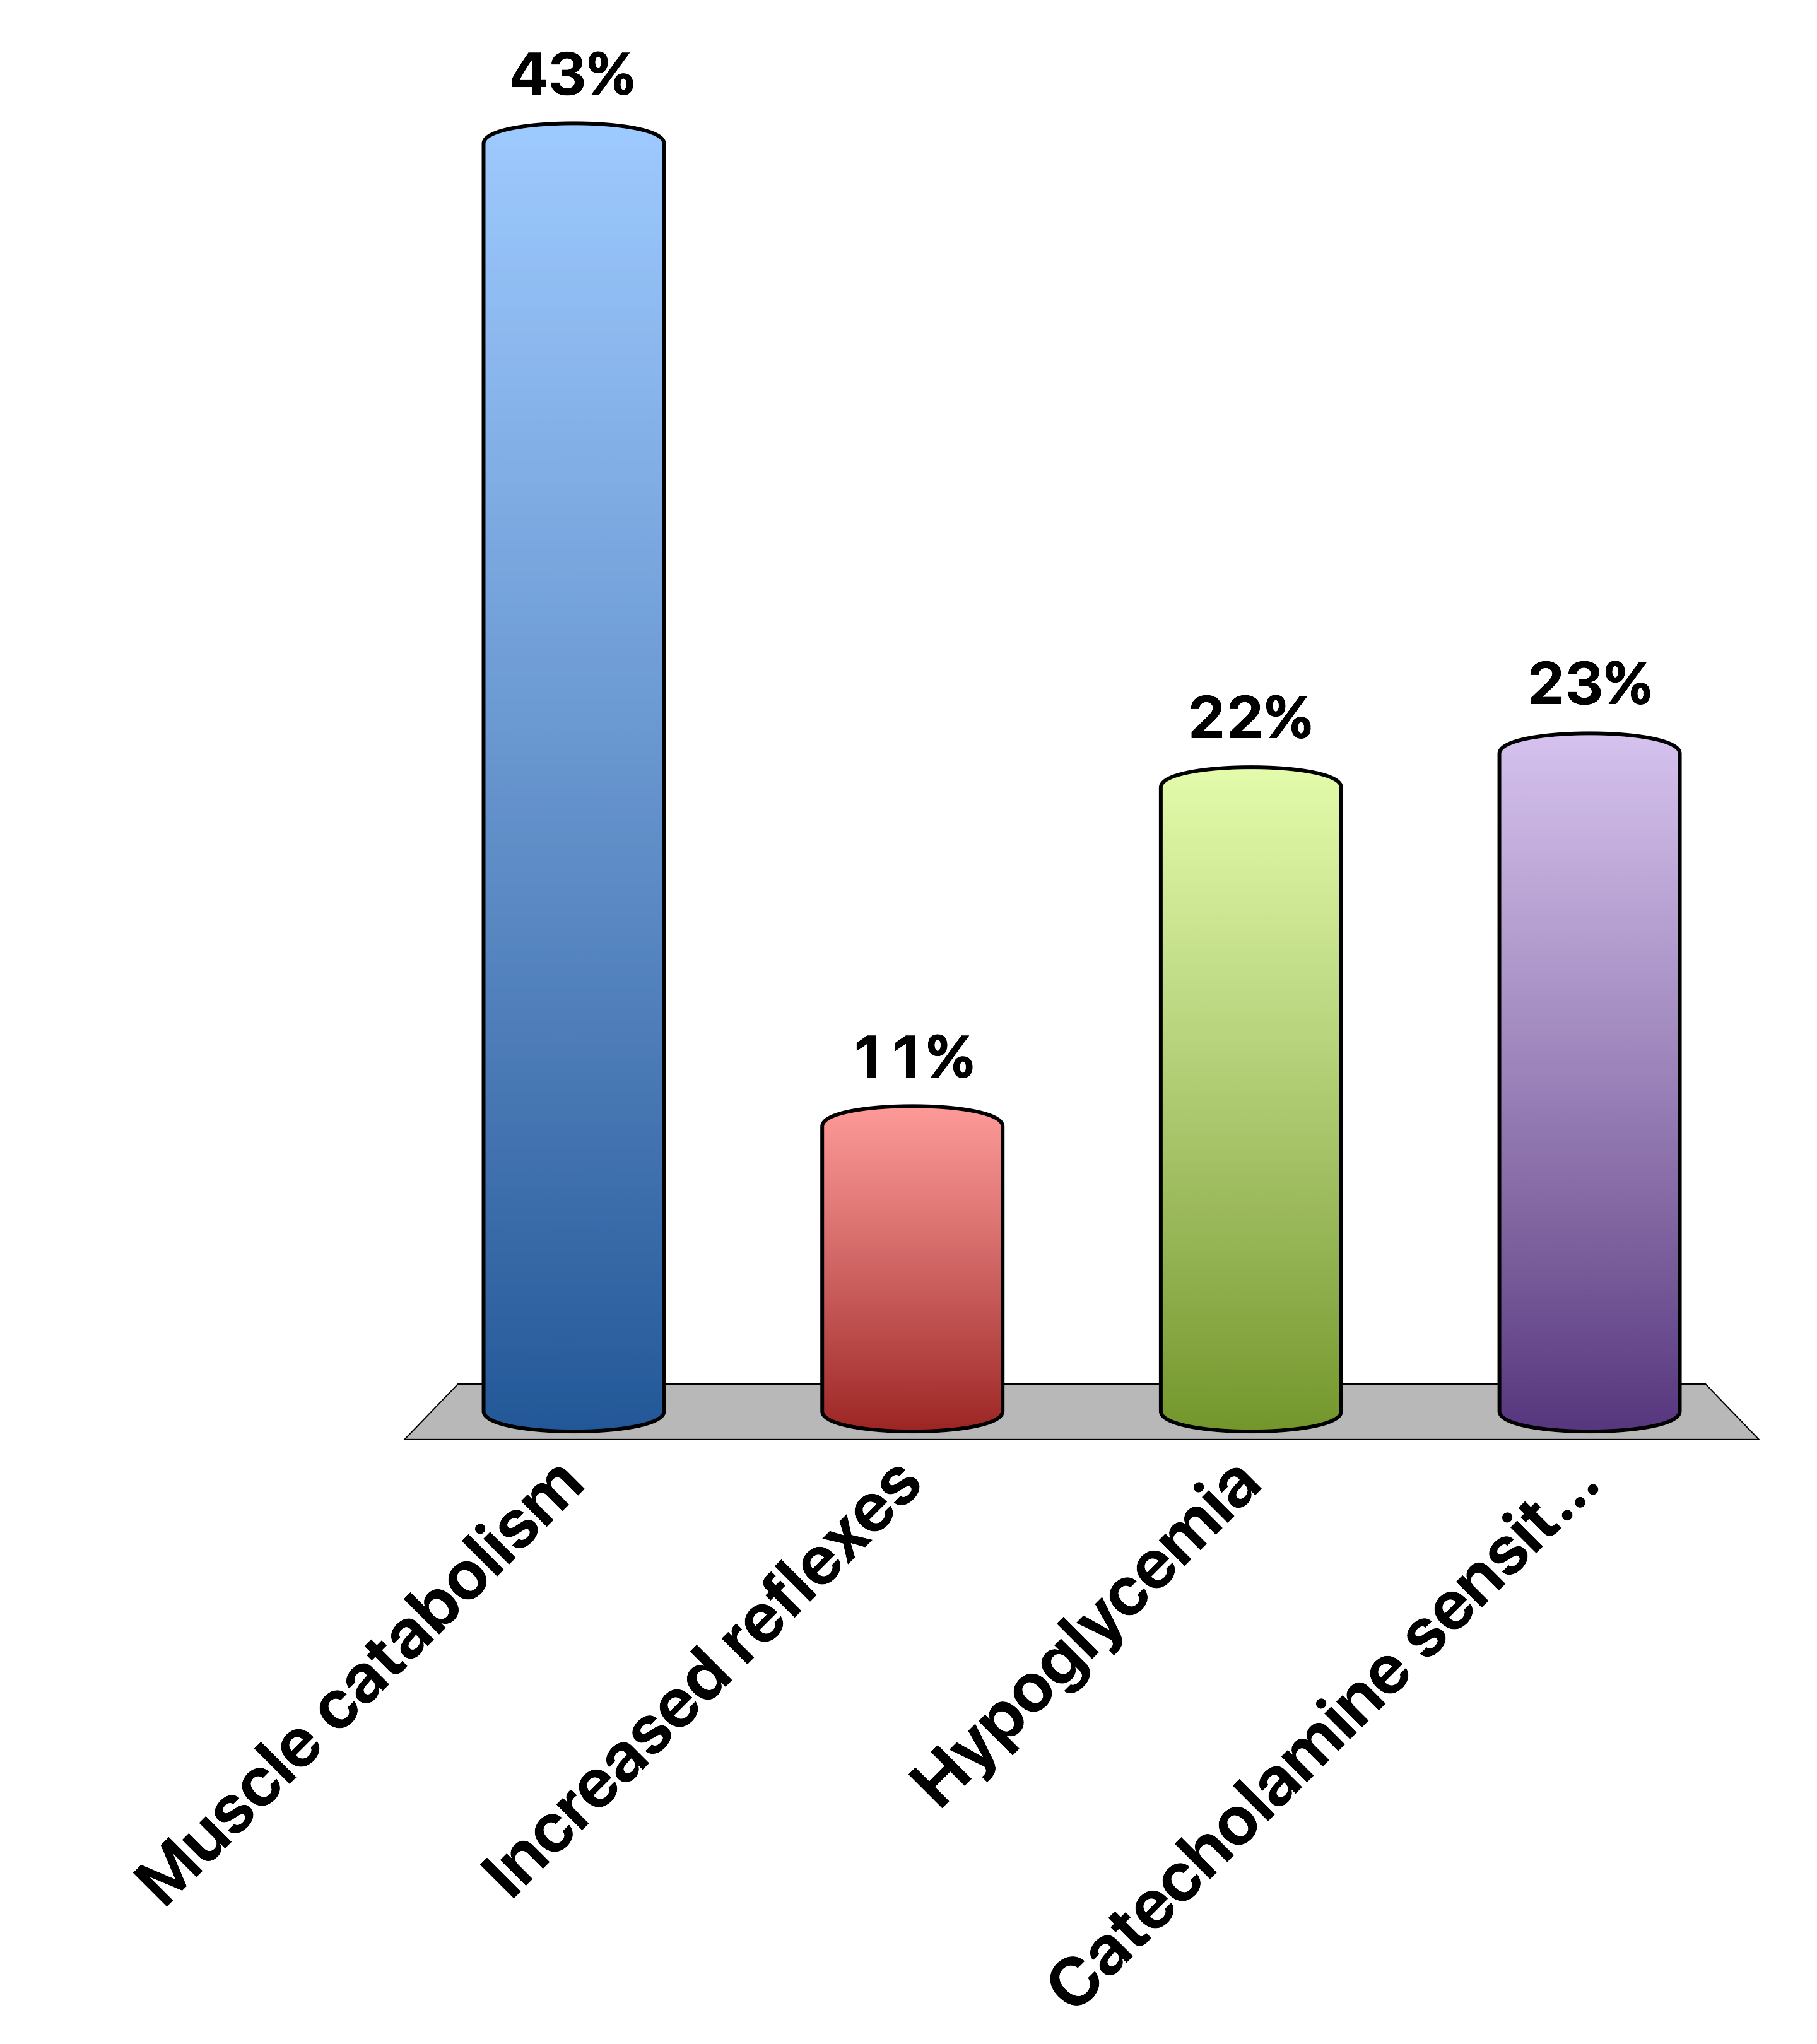 43%
11%
22%
23%
Muscle catabolism
Increased reflexes
Hypoglycemia
Catecholamine sensit...